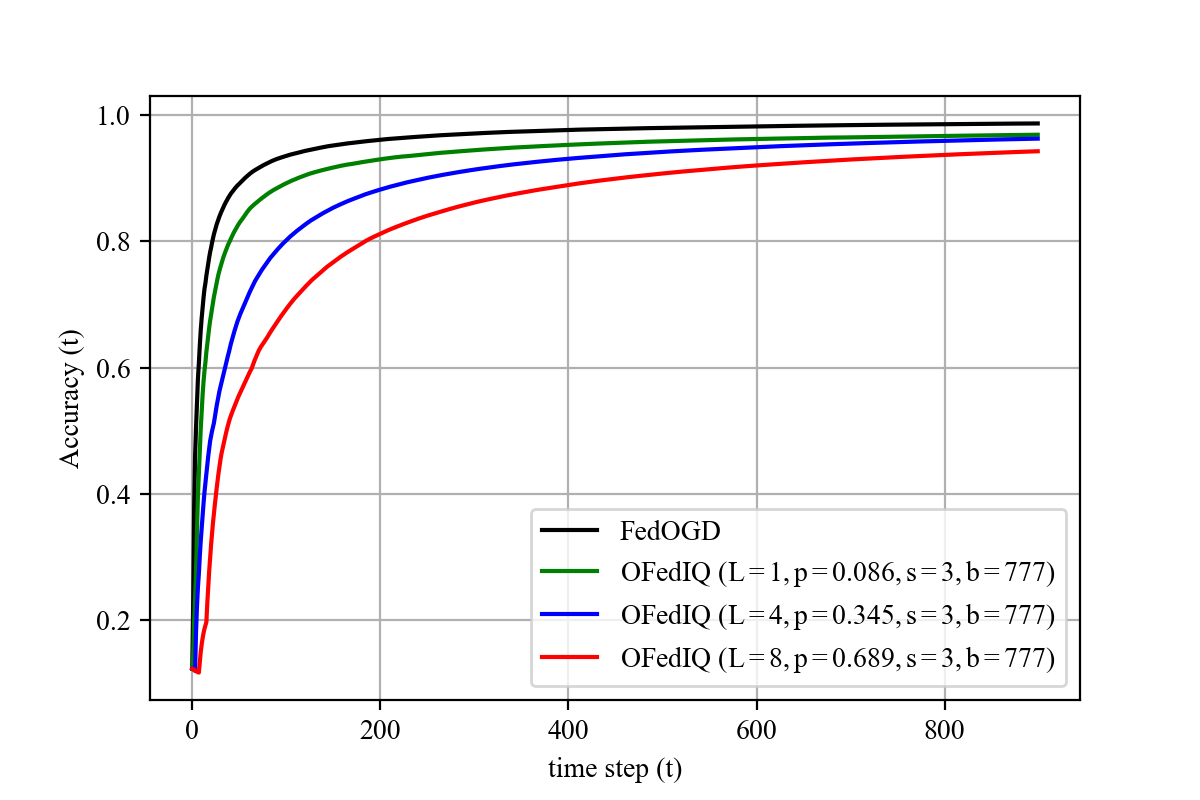 1.0
0.8
0.6
0.4
0.2
Accuracy (t)
FedOGD
OFedIQ (L=1,p=0.086,s=3,b=777)
OFedIQ (L=4,p=0.345,s=3,b=777)
OFedIQ (L=8,p=0.689,s=3,b=777)
0 200 400 600 800
time step (t)